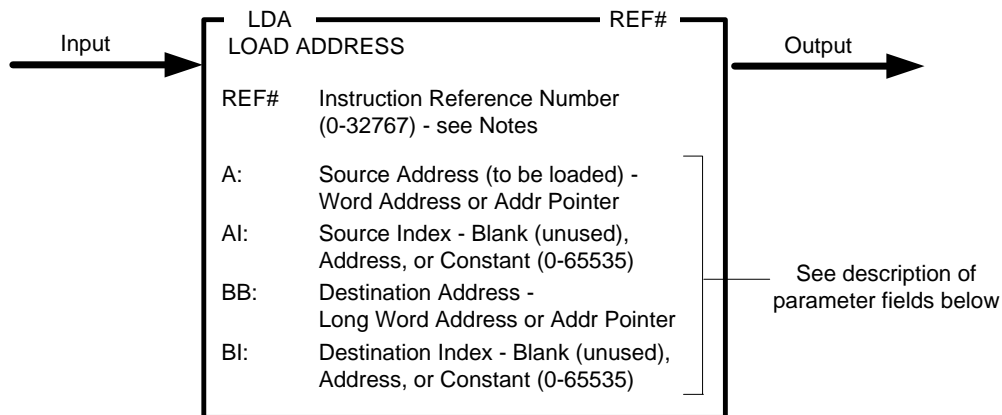 LDA REF#
Input
LOAD ADDRESS
Output
REF# Instruction Reference Number
(0-32767) - see Notes
A: Source Address (to be loaded) -
Word Address or Addr Pointer
AI: Source Index - Blank (unused),
Address, or Constant (0-65535)
BB: Destination Address -
Long Word Address or Addr Pointer
BI: Destination Index - Blank (unused),
Address, or Constant (0-65535)
See description of
parameter fields below